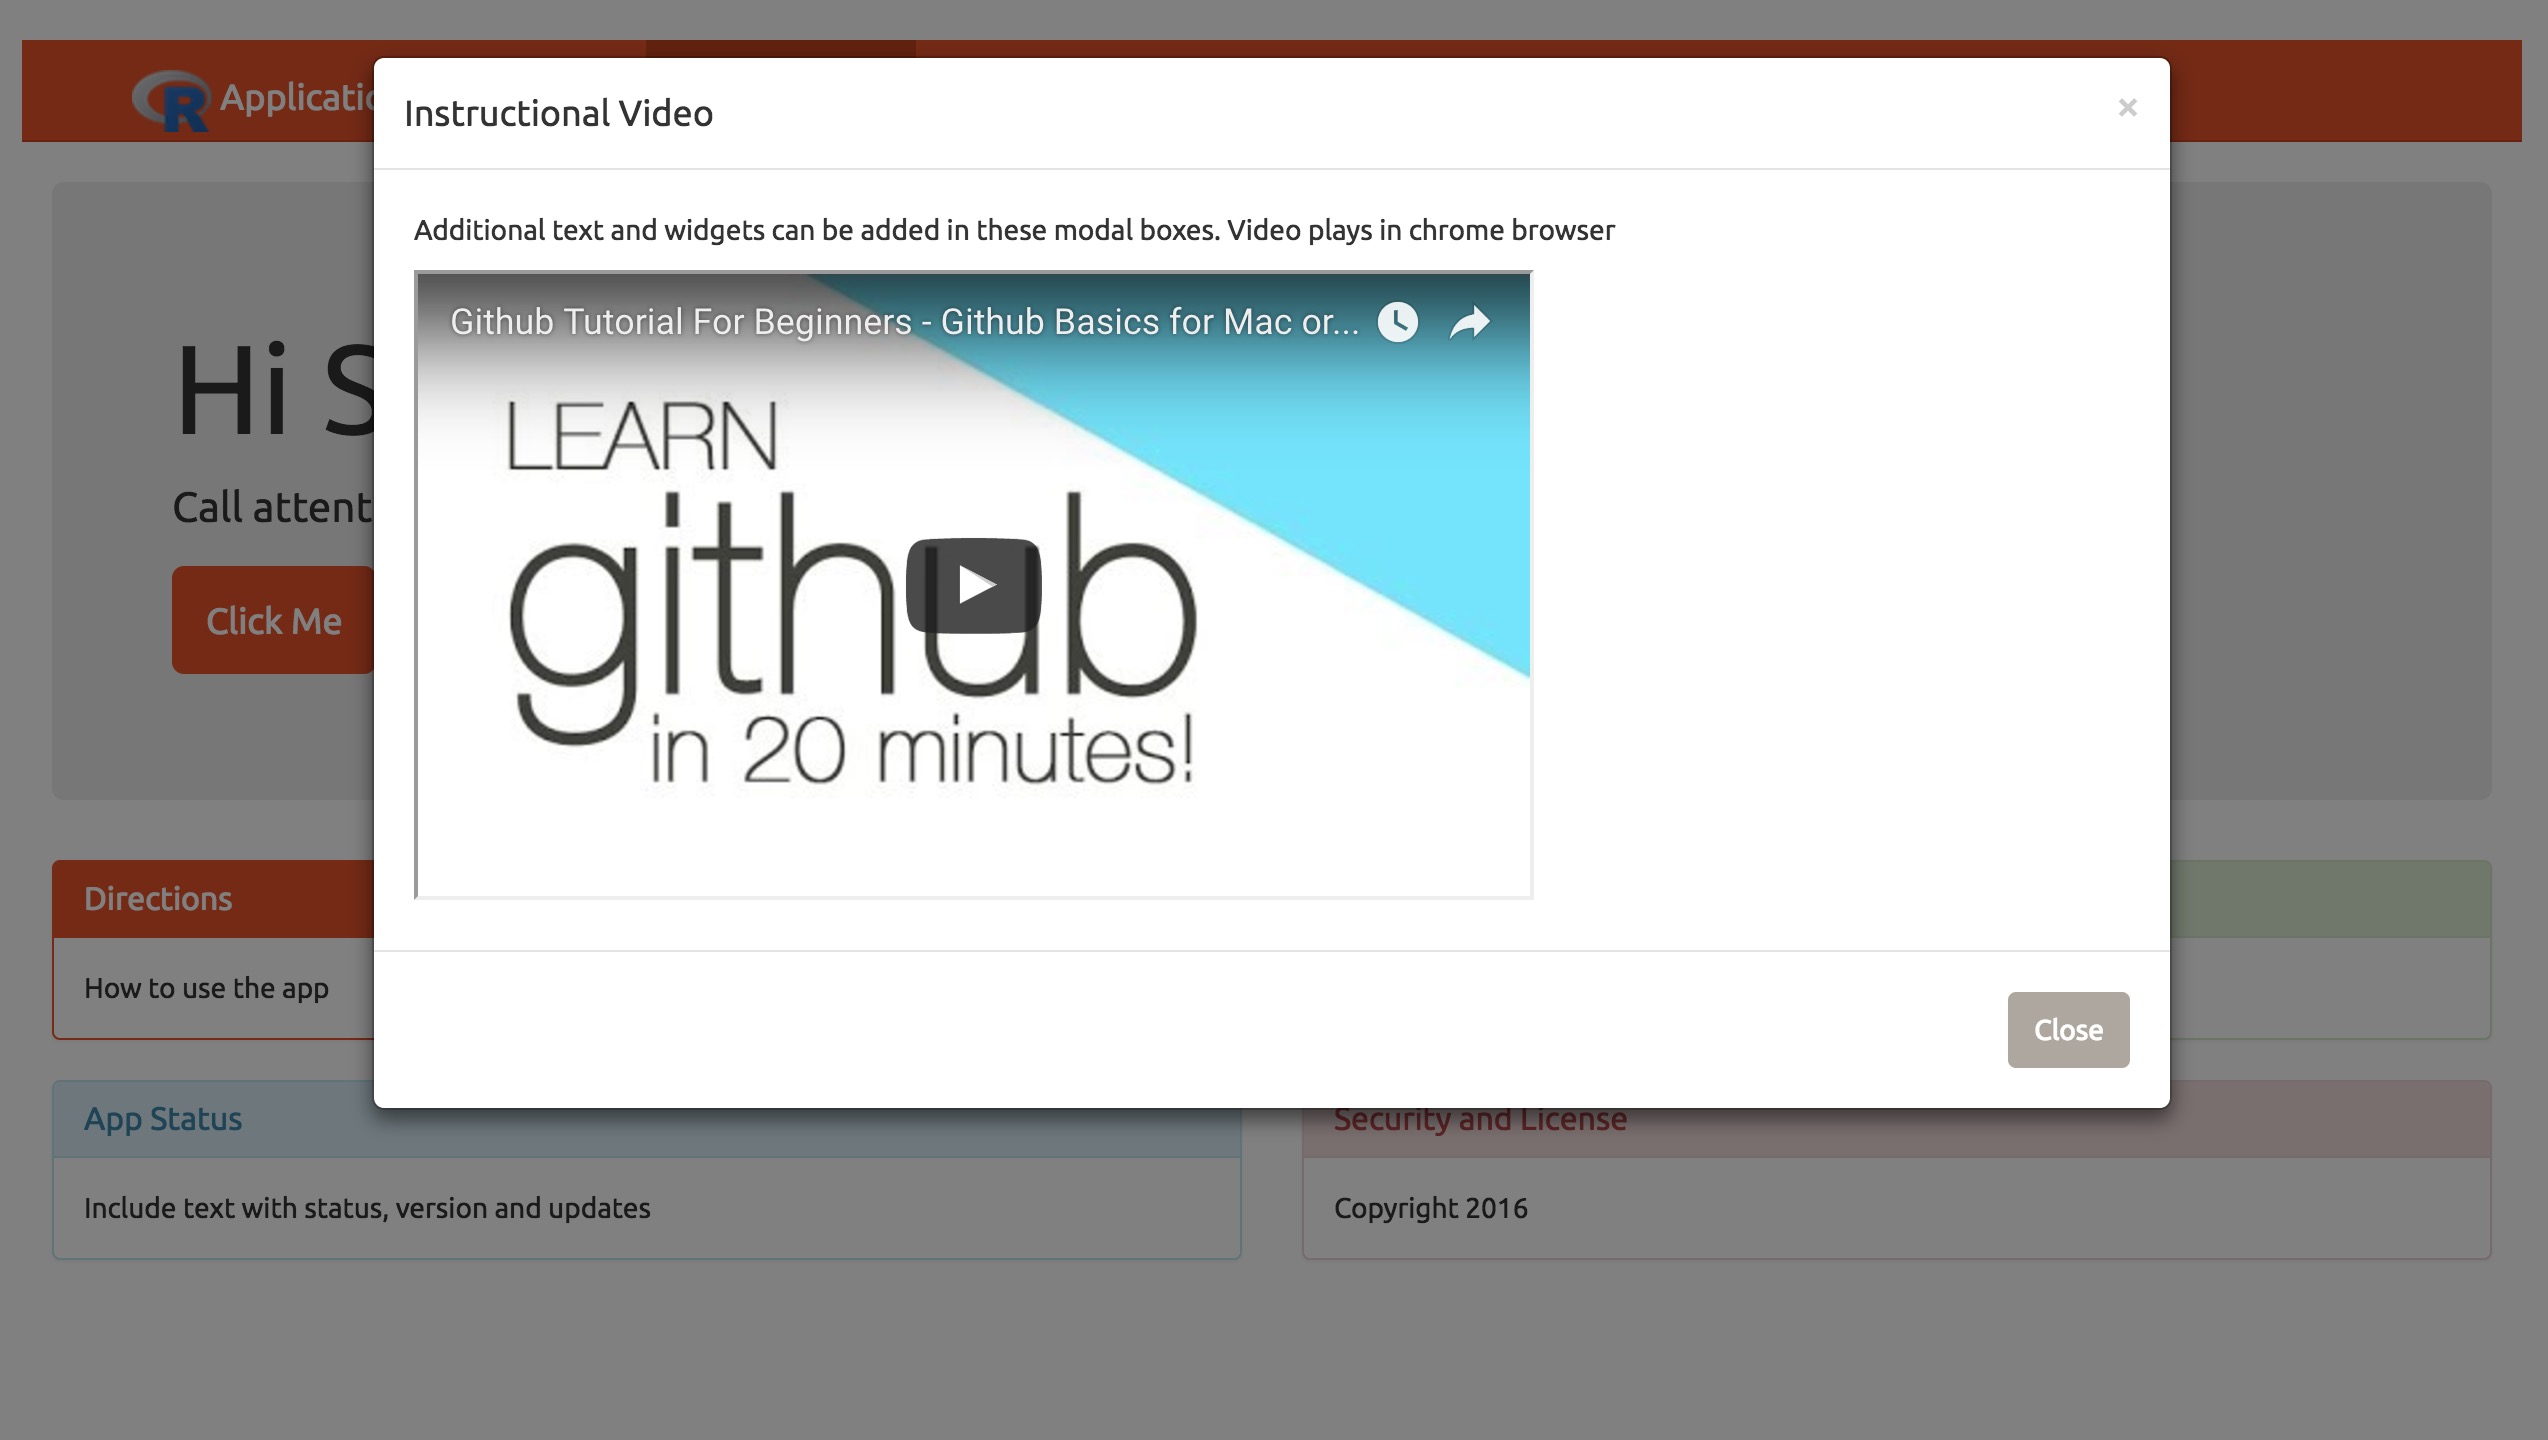 Instructional Video
×
Additional text and widgets can be added in these modal boxes. Video plays in chrome browser
Github Tutorial For Beginners - Github Basics for Mac or...
LEARN
github
in 20 minutes!
Close
R
Hi S
Call attent
Click Me
Directions
How to use the app
App Status
Include text with status, version and updates
Security and License
Copyright 2016